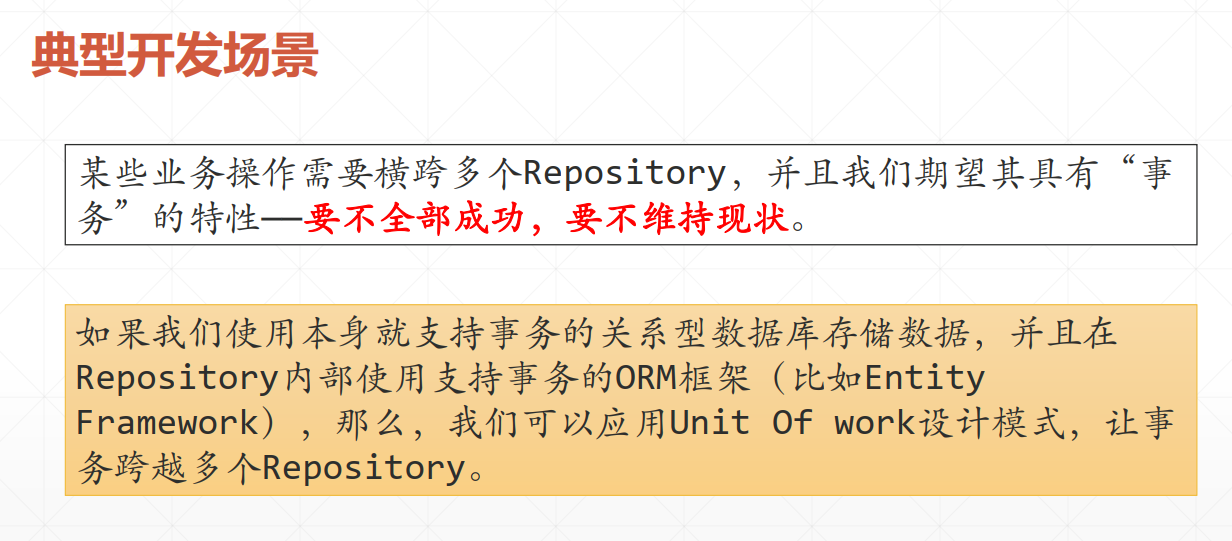 典型开发场景
某些业务操作需要横跨多个Repository，并且我们期望其具有“事
务”的特性——要不全部成功，要不维持现状。
如果我们使用本身就支持事务的关系型数据库存储数据，并且在
Repository内部使用支持事务的ORM框架（比如Entity
Framework），那么，我们可以应用Unit Of work设计模式，让事
务跨越多个Repository。